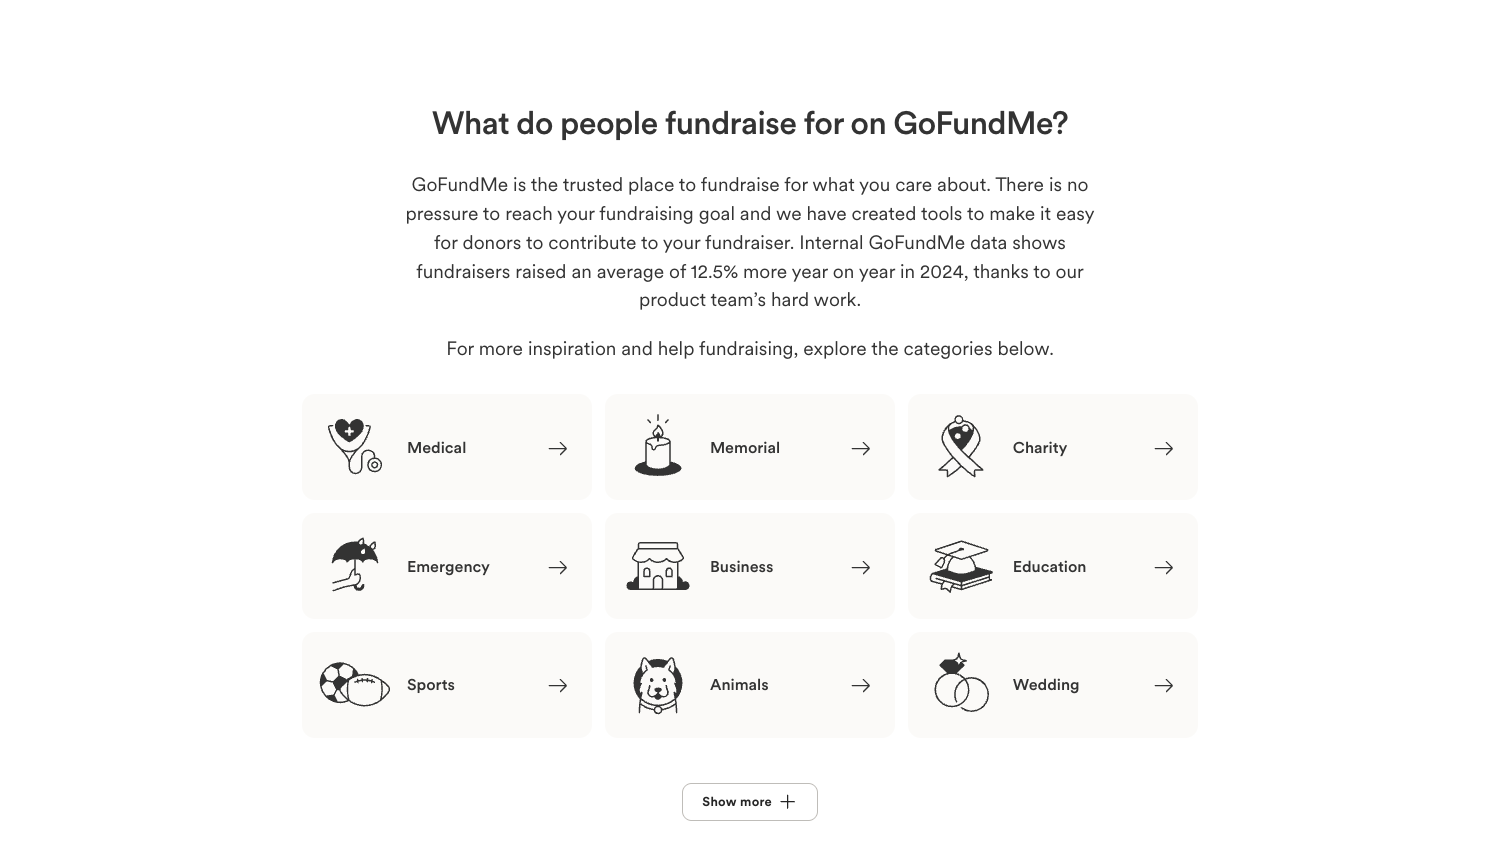 What do people fundraise for on GoFundMe?
GoFundMe is the trusted place to fundraise for what you care about. There is no
pressure to reach your fundraising goal and we have created tools to make it easy
for donors to contribute to your fundraiser. Internal GoFundMe data shows
fundraisers raised an average of 12.5% more year on year in 2024, thanks to our
product team’s hard work.
For more inspiration and help fundraising, explore the categories below.
Medical
Memorial
Charity
Emergency
Business
Education
Sports
Animals
Wedding
Show more